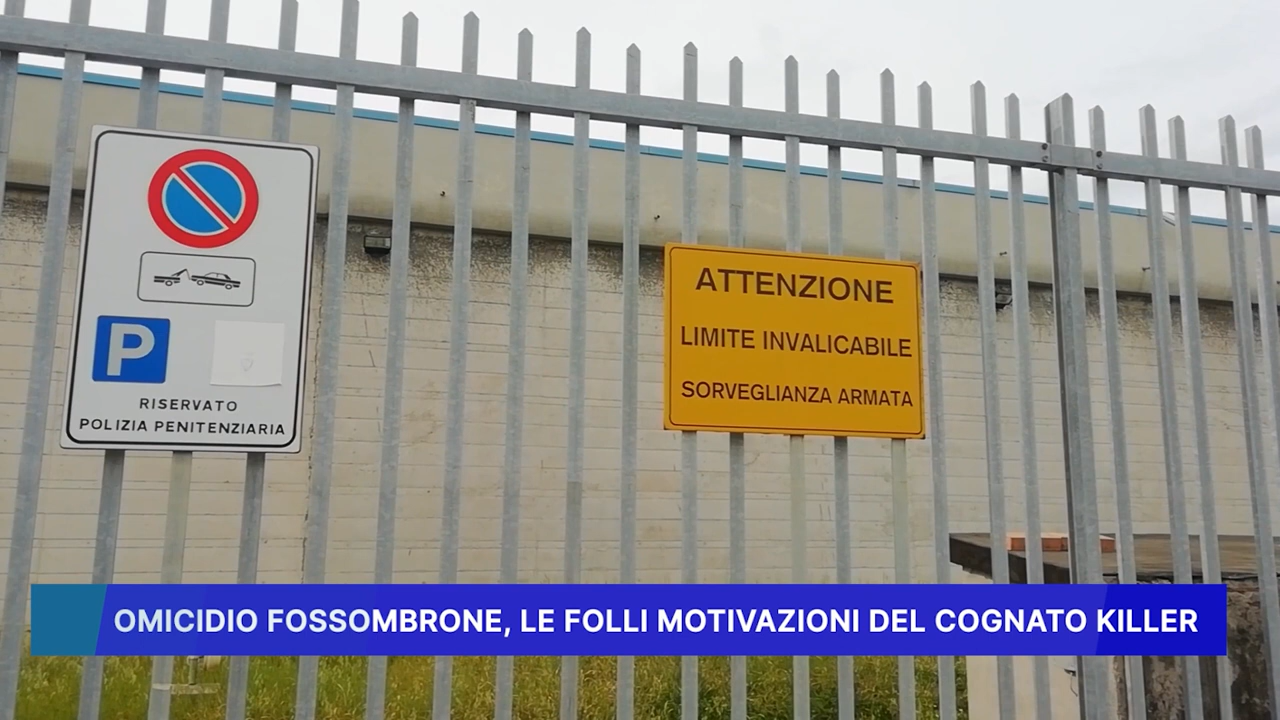 P
RISERVATO
POLIZIA PENITENZIARIA
ATTENZIONE
LIMITE INVALICABILE
SORVEGLIANZA ARMATA
OMICIDIO FOSSOMBRONE, LE FOLLI MOTIVAZIONI DEL COGNATO KILLER